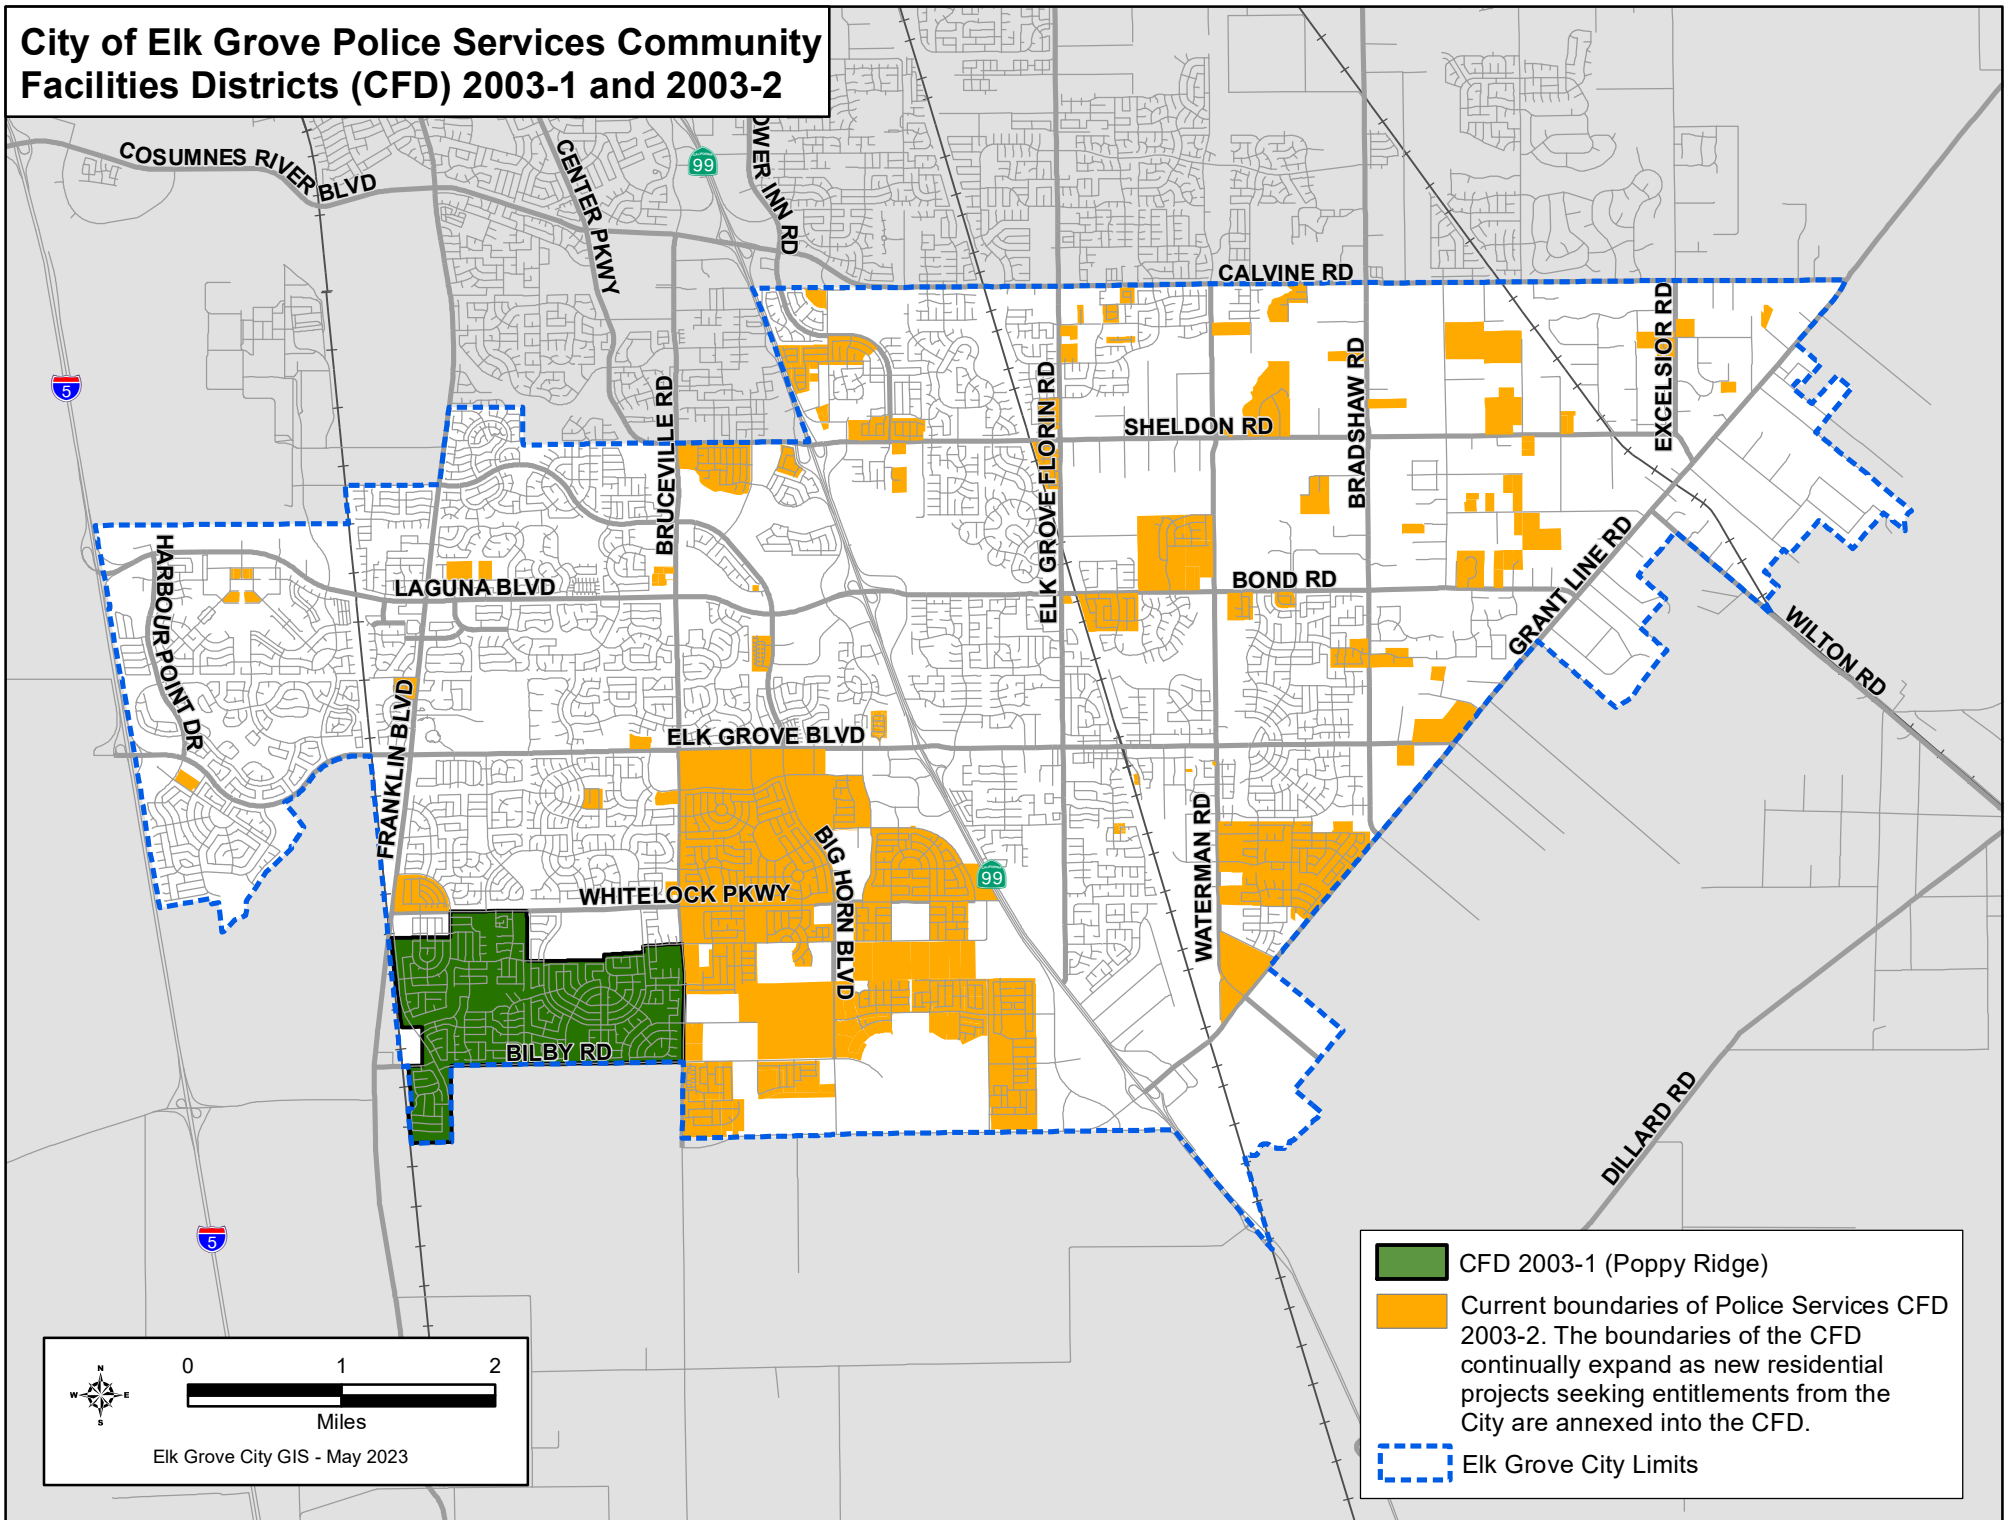 City of Elk Grove Police Services Community
Facilities Districts (CFD) 2003-1 and 2003-2
COSUMNES RIVER BLVD
CENTER PKWY
99
OWER INN RD
CALVINE RD
5
BRUCEVILLE RD
ELK GROVE FLORIN RD
SHELDON RD
BRADSHAW RD
EXCELSIOR RD
HARBOUR POINT DR
LAGUNA BLVD
BOND RD
GRANT LINE RD
WILTON RD
FRANKLIN BLVD
ELK GROVE BLVD
BIG HORN BLVD
99
WATERMAN RD
WHITELOCK PKWY
BILBY RD
DILLARD RD
5
CFD 2003-1 (Poppy Ridge)
Current boundaries of Police Services CFD
2003-2. The boundaries of the CFD
continually expand as new residential
projects seeking entitlements from the
City are annexed into the CFD.
Elk Grove City Limits
N
W E
S
0 1 2
Miles
Elk Grove City GIS - May 2023